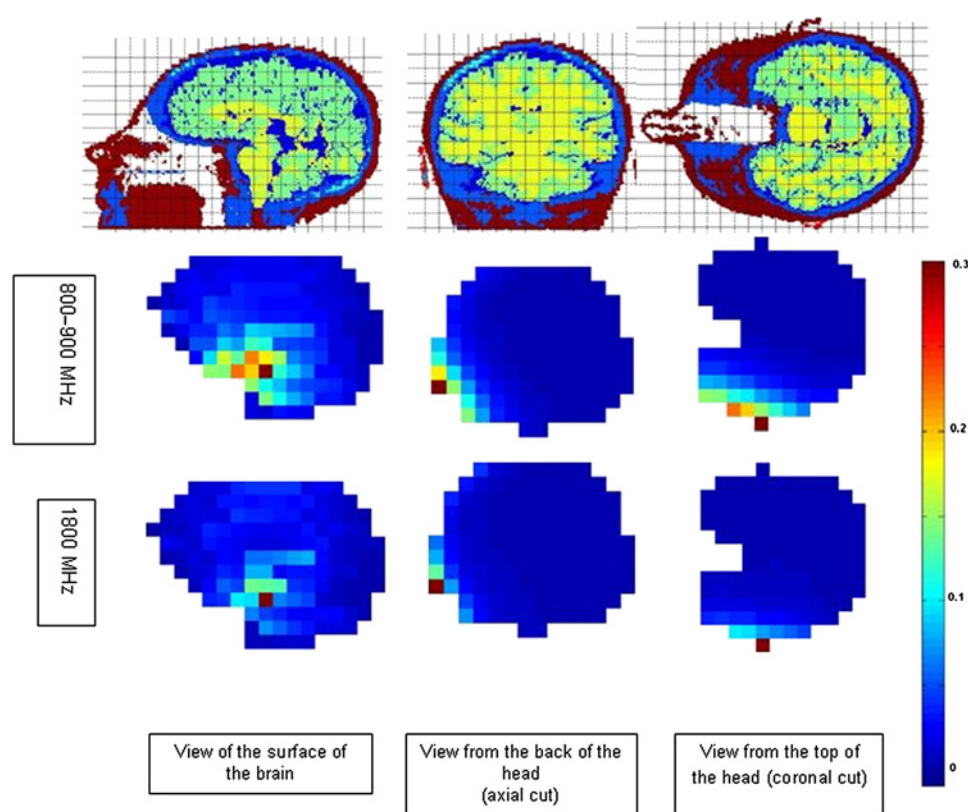 800-900 MHz
0.3
0.2
1800 MHz
0.1
0
View of the surface of
the brain
View from the back of the
head
(axial cut)
View from the top of
the head (coronal cut)